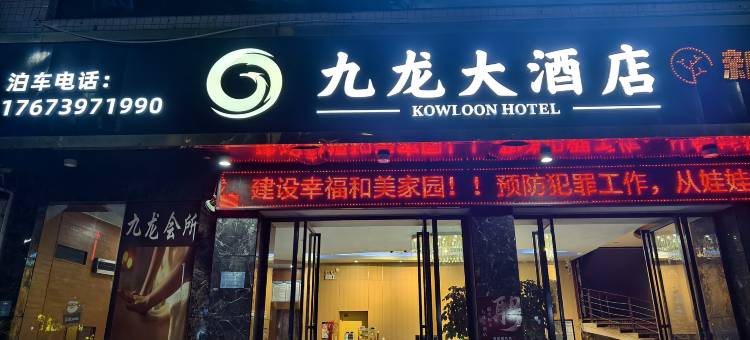 泊车电话:
17673971990
九龙大酒店
KOWLOON HOTEL
建设幸福和美家园!!预防犯罪工作,从娃娃
九龙会所
聘